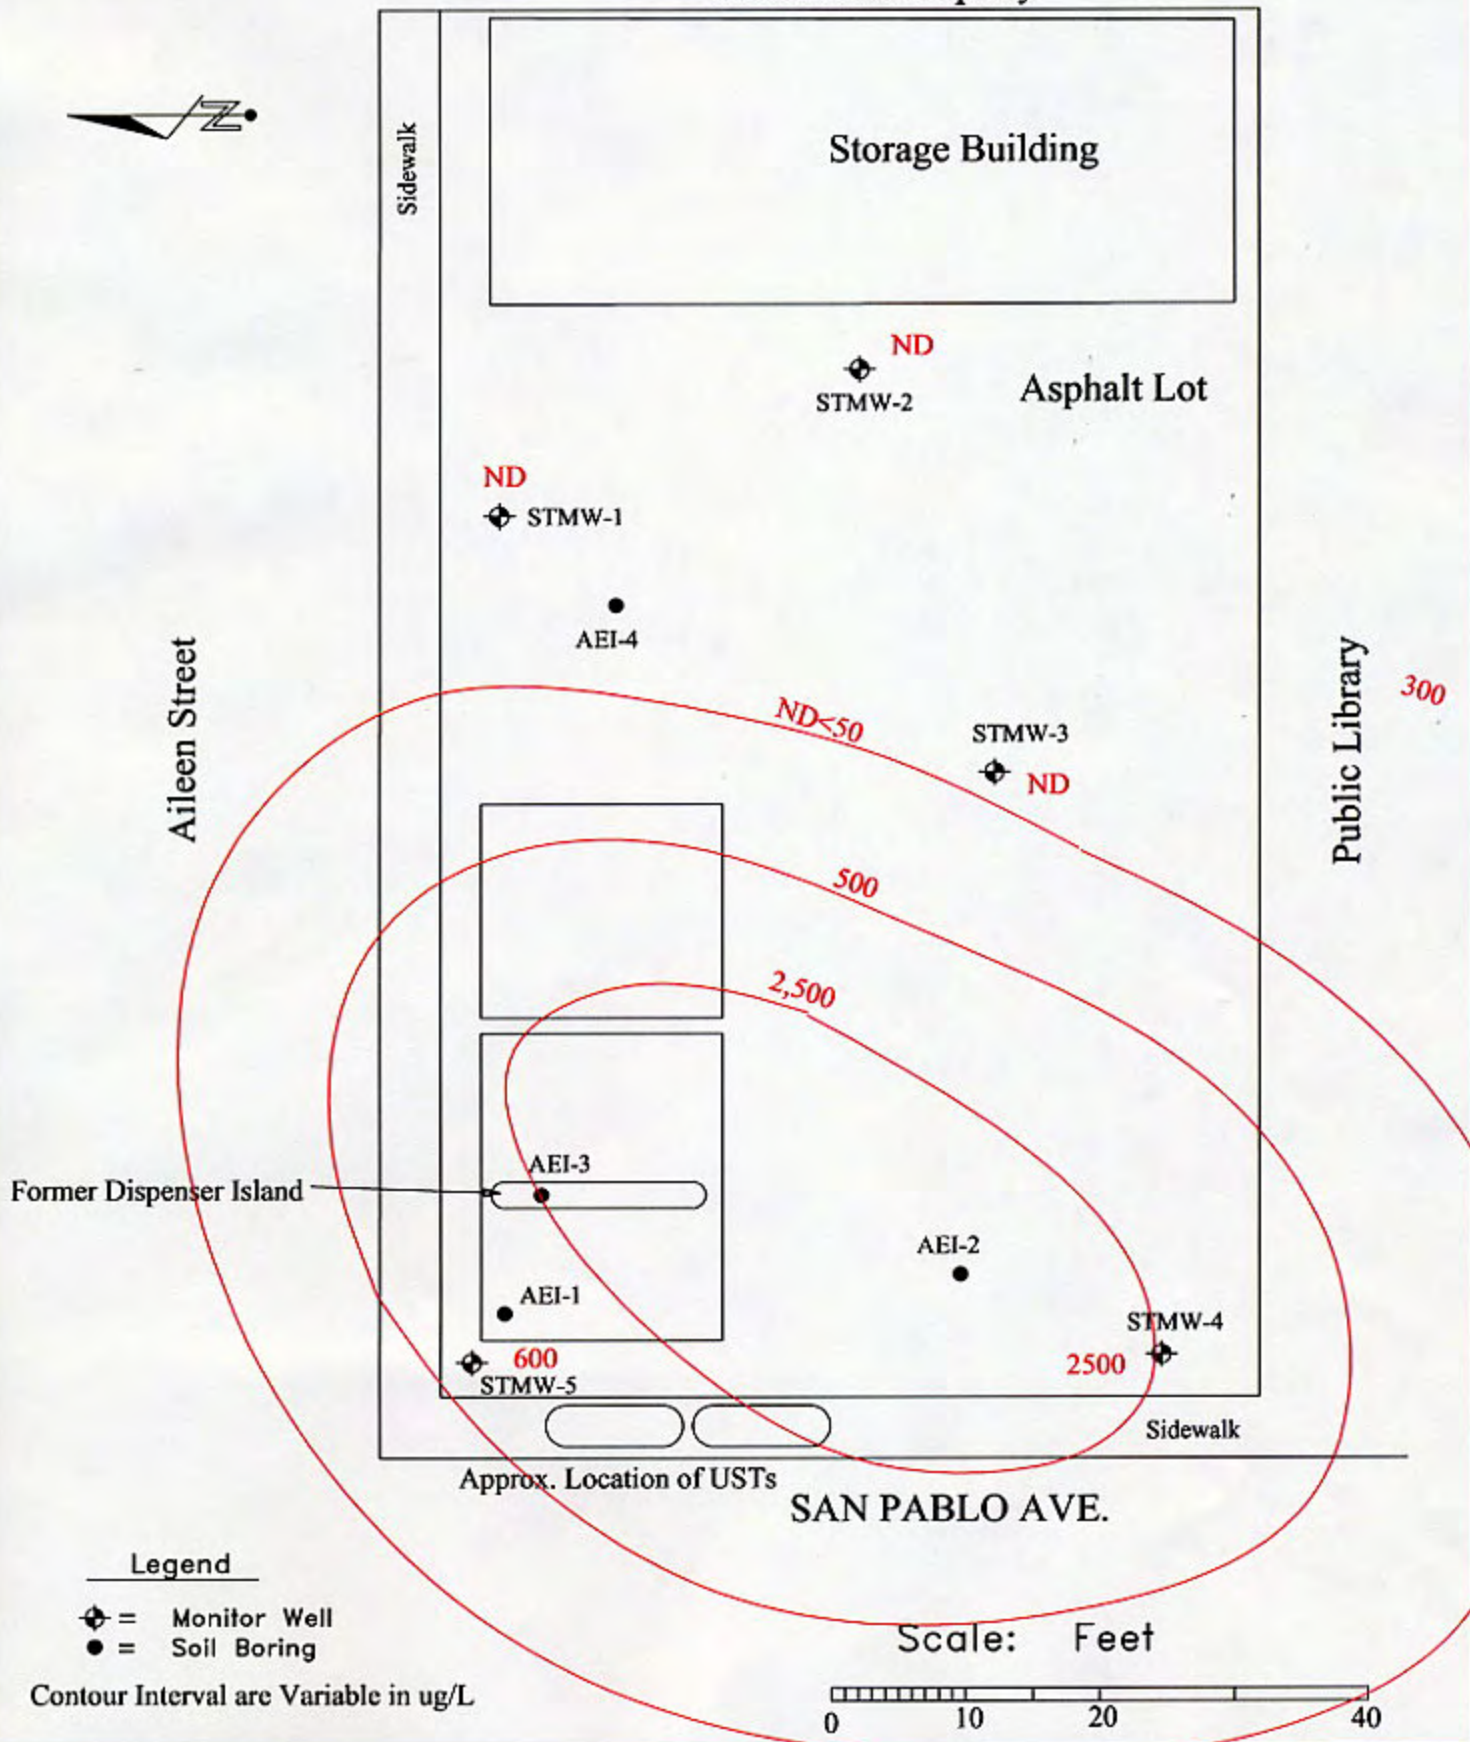 Sidewalk
Storage Building
ND
STMW-2
Asphalt Lot
ND
STMW-1
AEI-4
Aileen Street
ND<50
STMW-3
ND
Public Library
300
500
2,500
Former Dispenser Island
AEI-3
AEI-2
AEI-1
STMW-4
2500
600
STMW-5
Sidewalk
Approx. Location of USTs
SAN PABLO AVE.
Legend
= Monitor Well
= Soil Boring
Contour Interval are Variable in ug/L
Scale: Feet
0 10 20 40